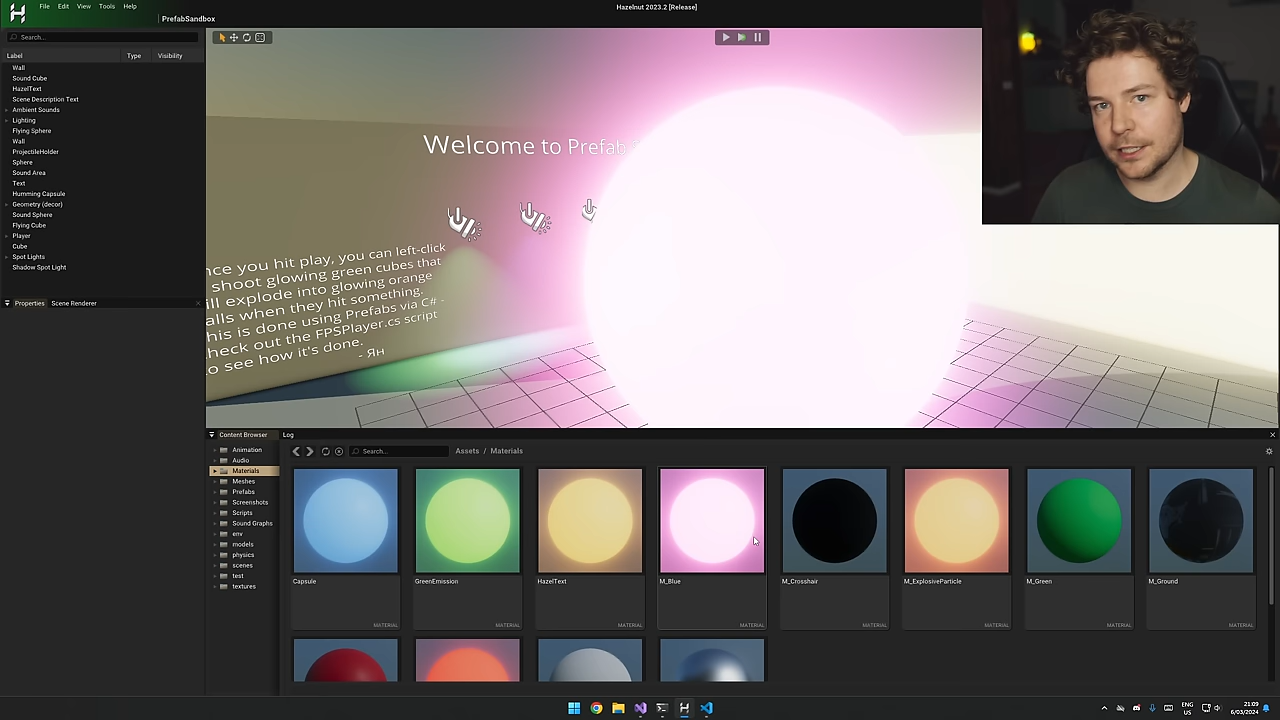 File Edit View Tools Help
Hazelnut 2023.2 [Release]
PrefabSandbox
Search...
Label Type Visibility
Wall
Sound Cube
HazelText
Scene Description Text
Ambient Sounds
Lighting
Flying Sphere
Wall
ProjectileHolder
Sphere
Sound Area
Text
Humming Capsule
Geometry (decor)
Sound Sphere
Flying Cube
Player
Cube
Spot Lights
Shadow Spot Light
Properties Scene Renderer
Welcome to Prefab
nce you hit play, you can left-click
shoot glowing green cubes that
ill explode into glowing orange
alls when they hit something.
his is done using Prefabs via C# -
heck out the FPSPlayer.cs script
o see how it's done.
- Ян
Content Browser Log
Search...
Assets / Materials
Animation
Audio
Materials
Meshes
Prefabs
Screenshots
Scripts
Sound Graphs
env
models
physics
scenes
test
textures
Capsule
MATERIAL
GreenEmission
MATERIAL
HazelText
MATERIAL
M_Blue
MATERIAL
M_Crosshair
MATERIAL
M_ExplosiveParticle
MATERIAL
M_Green
MATERIAL
M_Ground
MATERIAL
ENG
US
21:09
6/03/2024